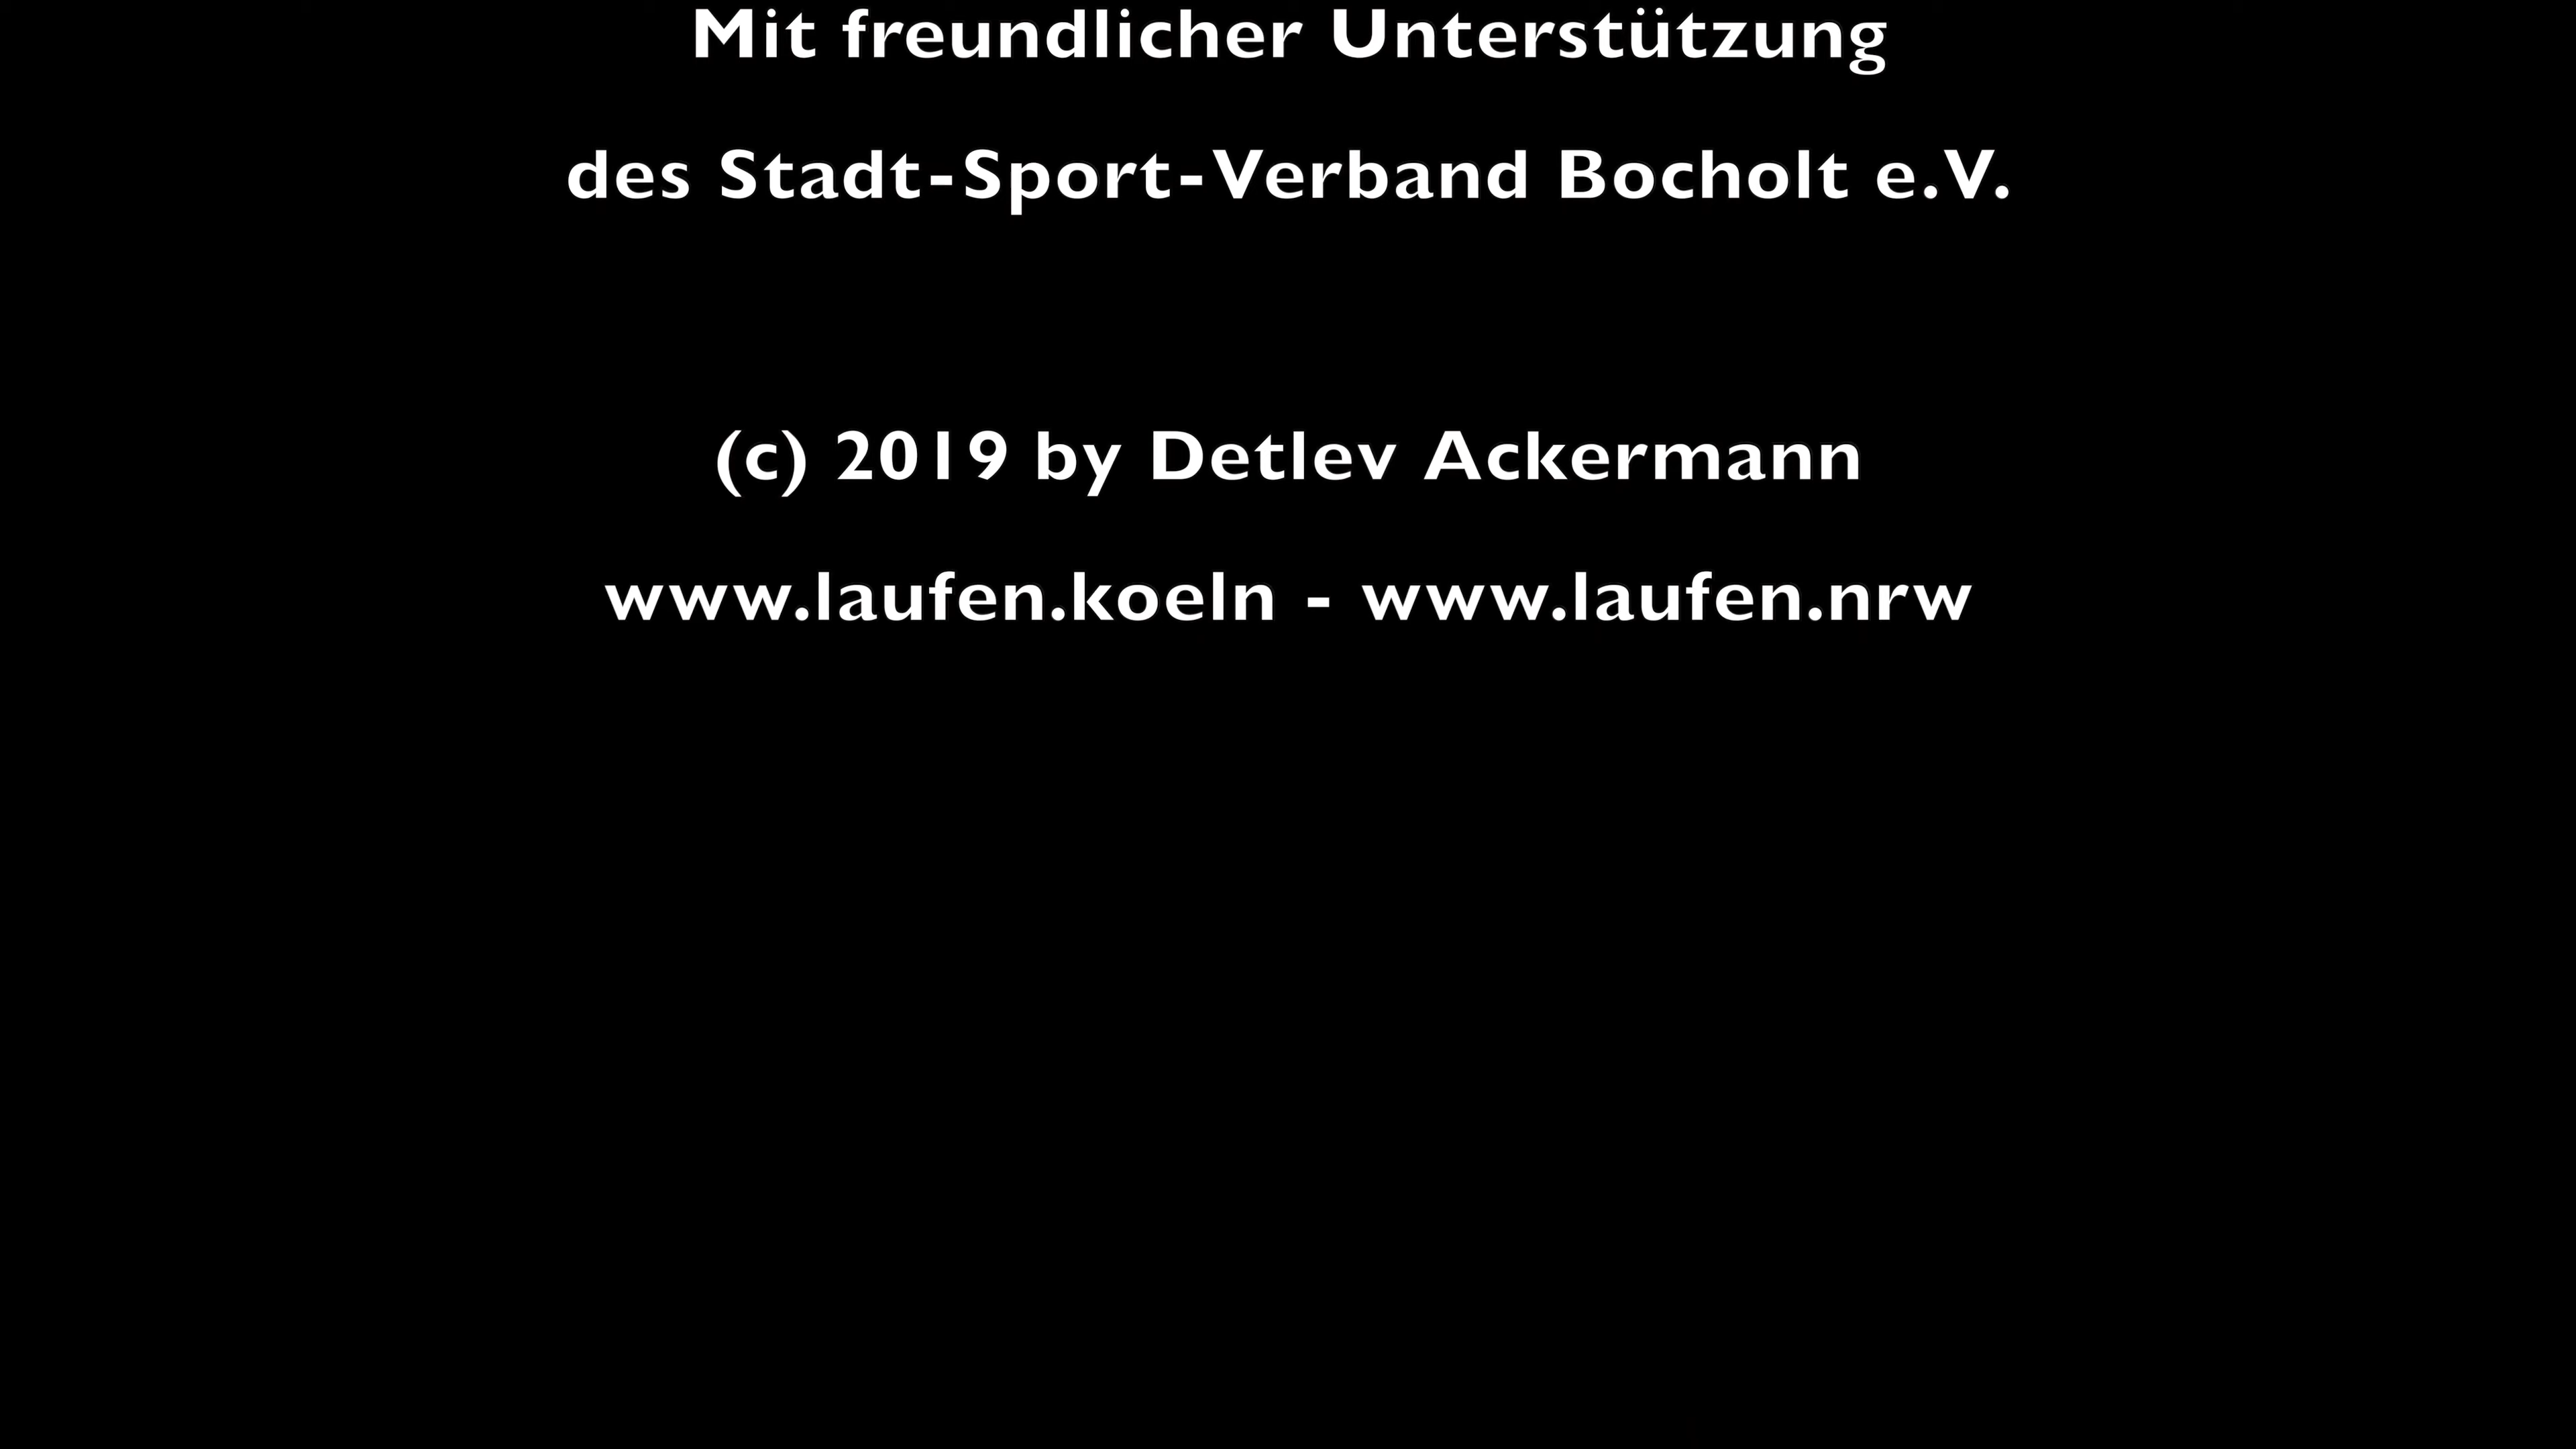 Mit freundlicher Unterstützung
des Stadt-Sport-Verband Bocholt e.V.
(c) 2019 by Detlev Ackermann
www.laufen.koeln - www.laufen.nrw